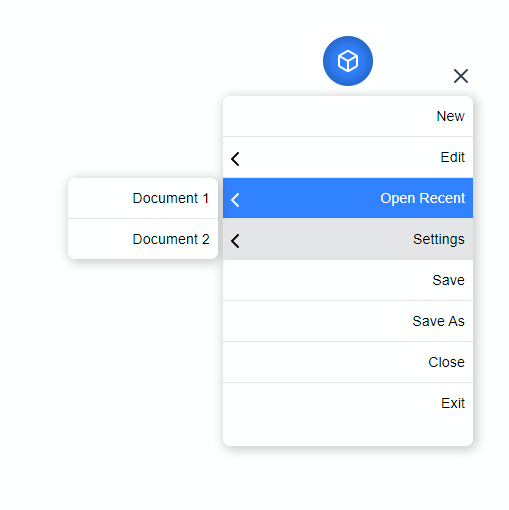 New
Edit
Open Recent
Settings
Save
Save As
Close
Exit
Document 1
Document 2